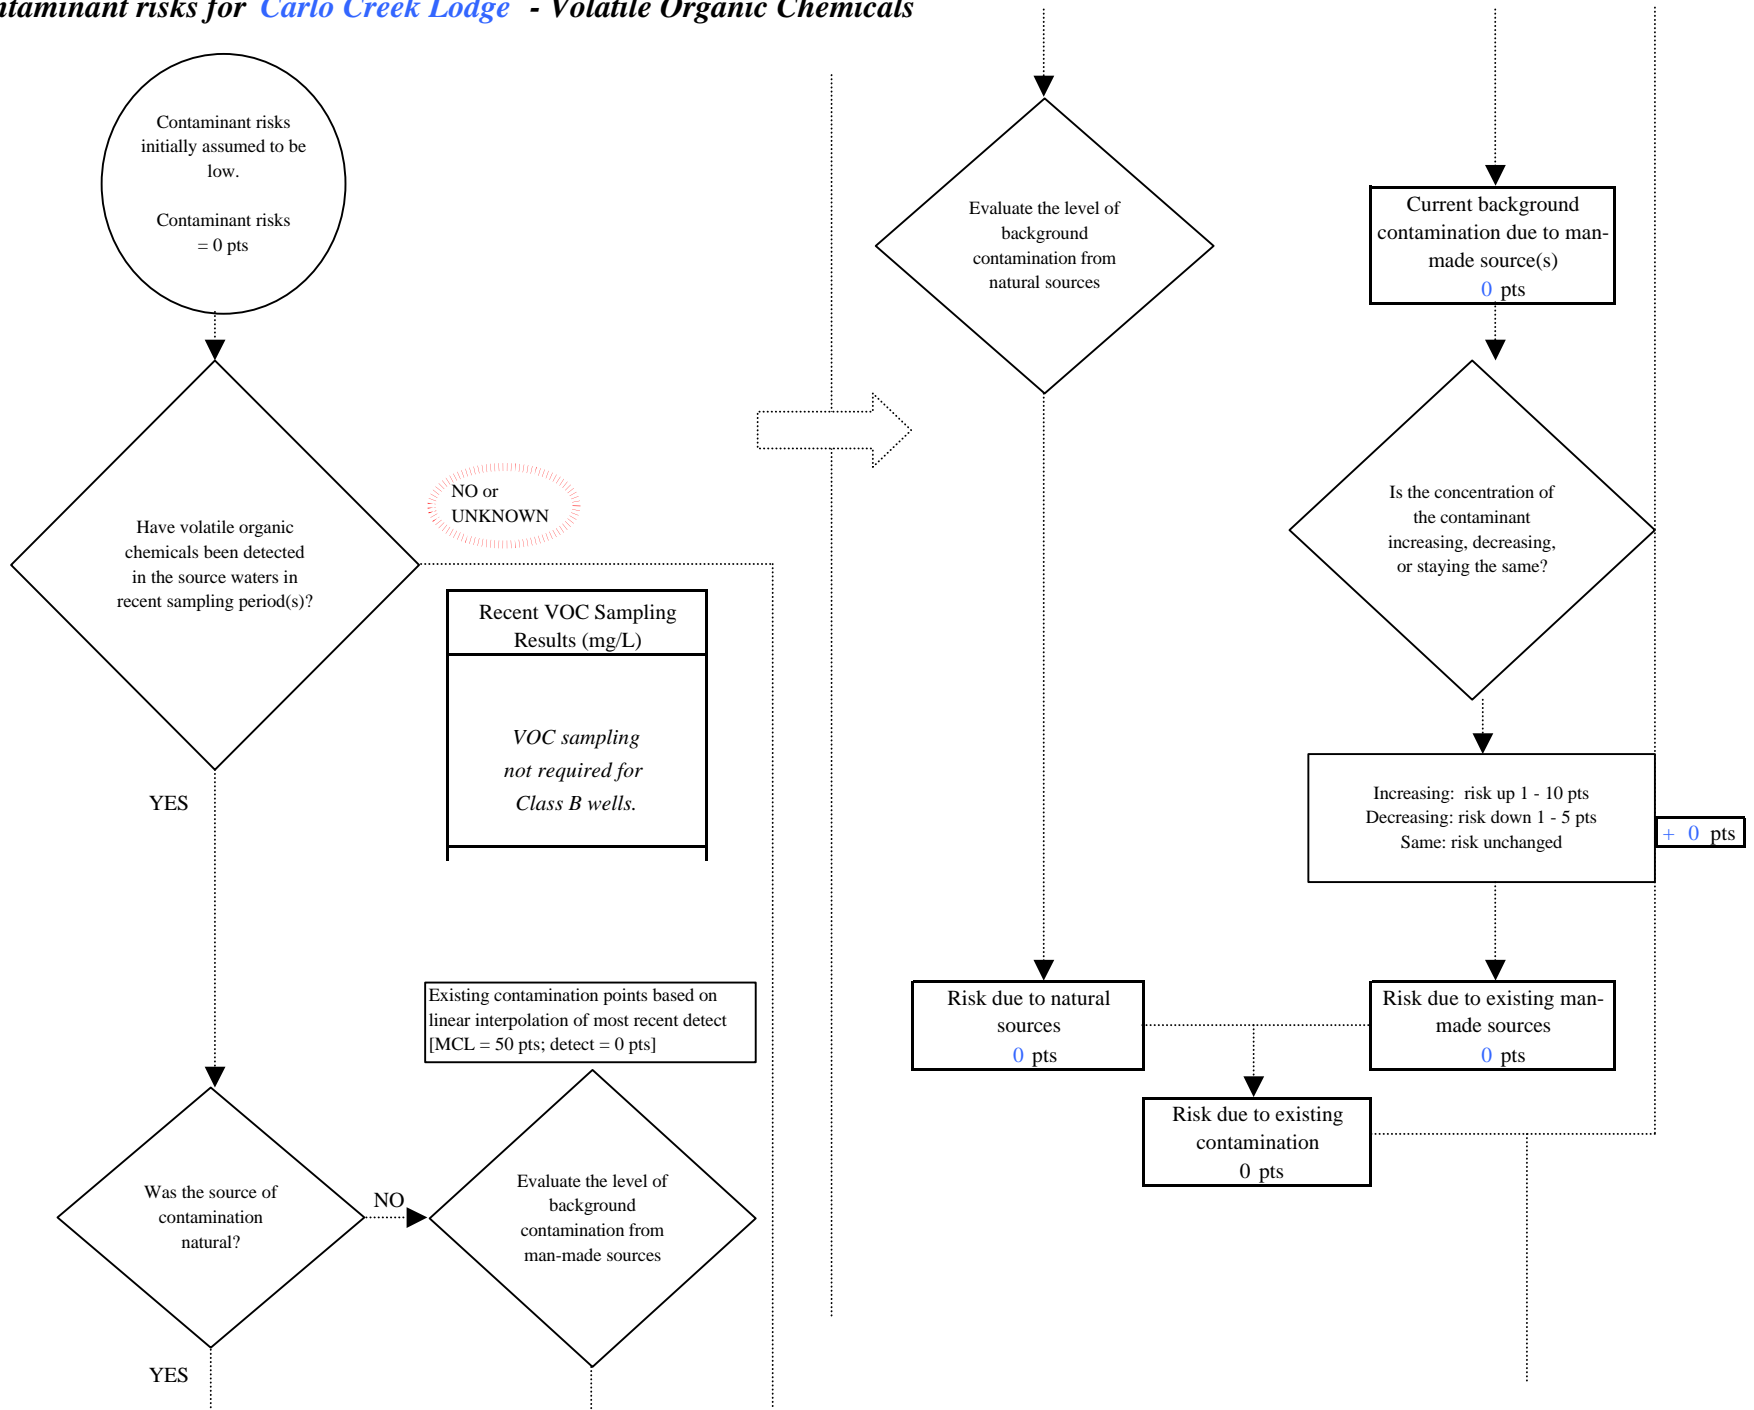 ntaminant risks for Carlo Creek Lodge - Volatile Organic Chemicals
Contaminant risks
initially assumed to be
low.
Contaminant risks
= 0 pts
Have volatile organic
chemicals been detected
in the source waters in
recent sampling period(s)?
NO or
UNKNOWN
Recent VOC Sampling
Results (mg/L)
VOC sampling
not required for
Class B wells.
YES
Existing contamination points based on
linear interpolation of most recent detect
[MCL = 50 pts; detect = 0 pts]
Was the source of
contamination
natural?
NO
Evaluate the level of
background
contamination from
man-made sources
YES
Evaluate the level of
background
contamination from
natural sources
Current background
contamination due to man-
made source(s)
0 pts
Is the concentration of
the contaminant
increasing, decreasing,
or staying the same?
Increasing: risk up 1 - 10 pts
Decreasing: risk down 1 - 5 pts
Same: risk unchanged
+ 0 pts
Risk due to natural
sources
0 pts
Risk due to existing man-
made sources
0 pts
Risk due to existing
contamination
0 pts